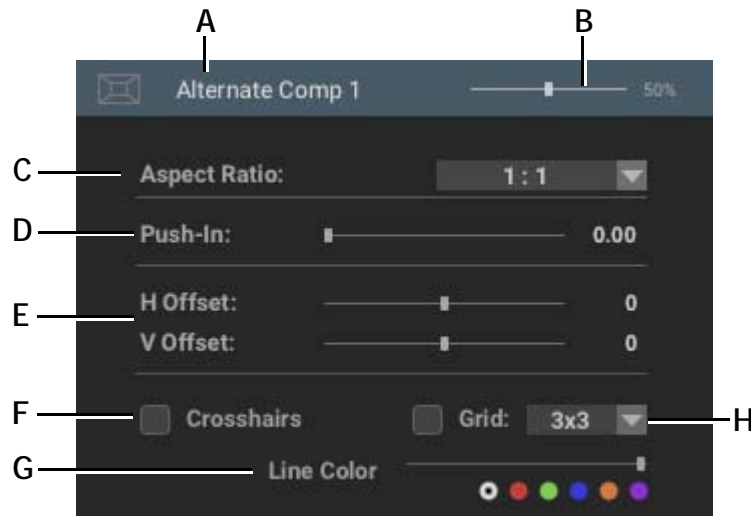 A
B
Alternate Comp 1 50%
C Aspect Ratio: 1 : 1
D Push-In: 0.00
H Offset: 0
E
V Offset: 0
F Crosshairs Grid: 3x3 H
G Line Color